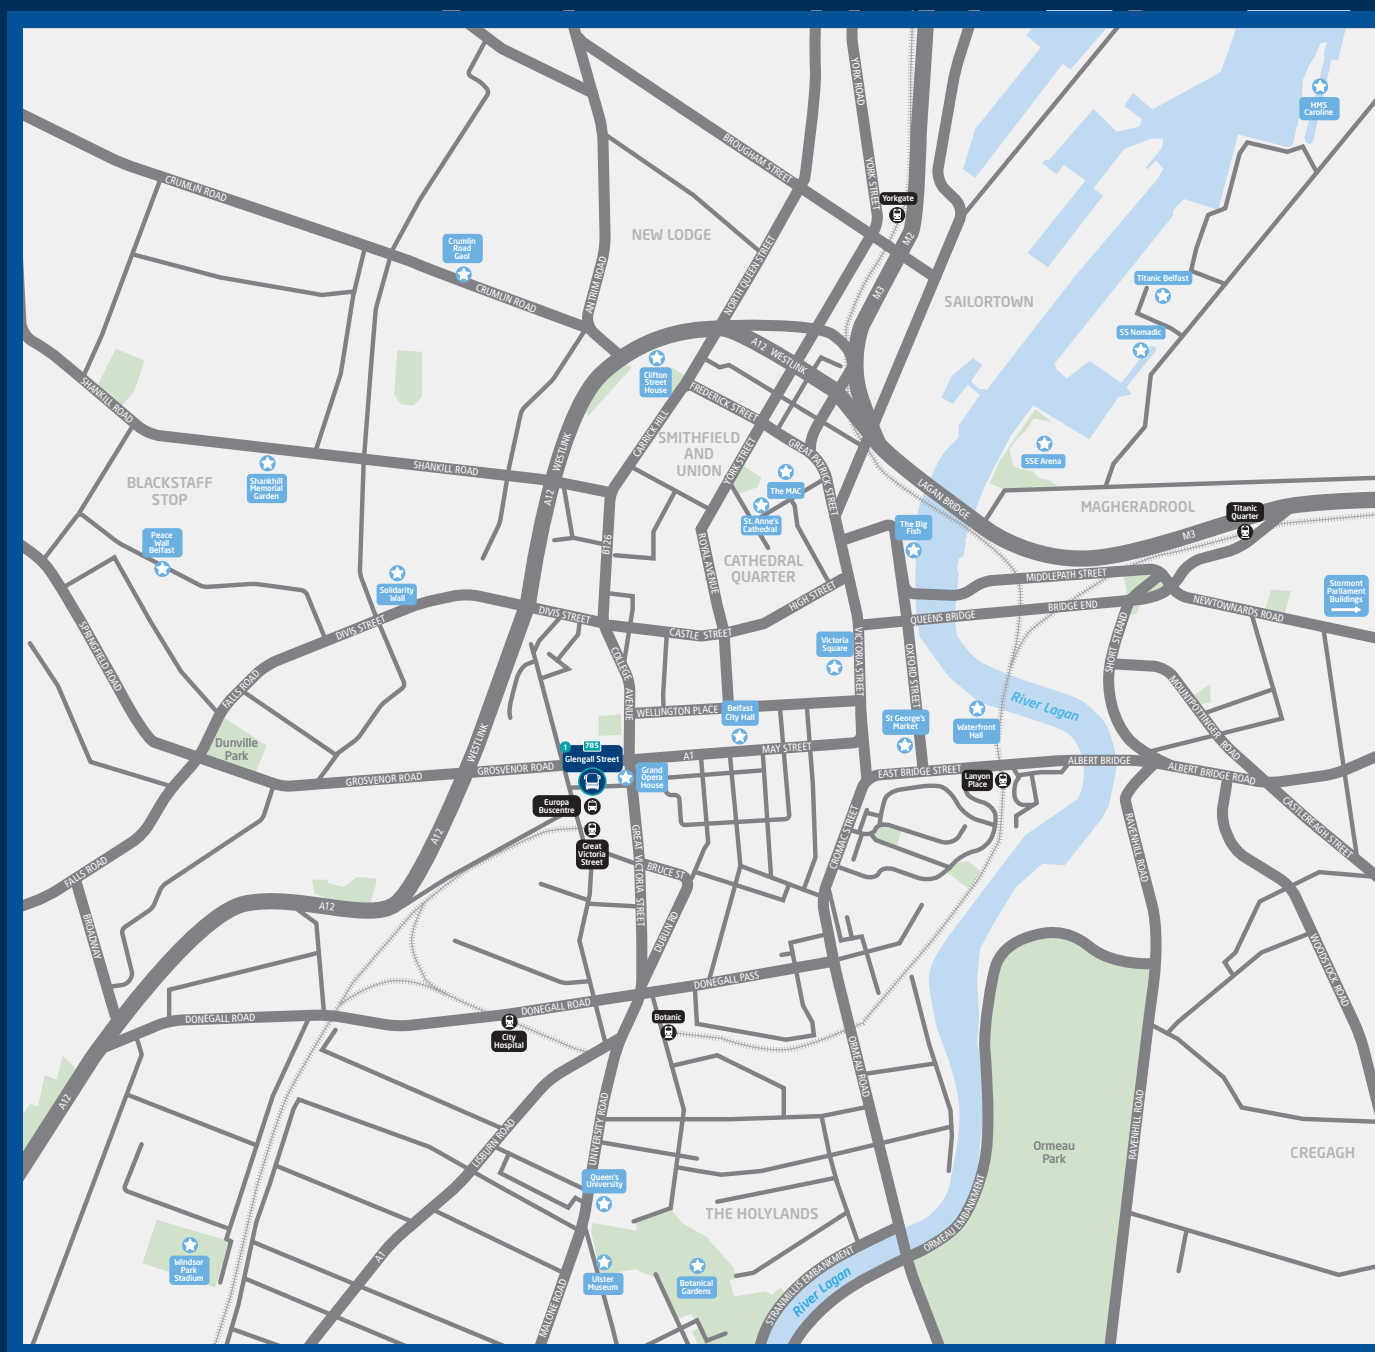 YORK ROAD
HMS
Caroline
BROUGHAM STREET
YORK STREET
CRUMLIN ROAD
Yorkgate
NEW LODGE
M2
Crumlin
Road
Gaol
NORTH QUEEN STREET
ANTRIM ROAD
CRUMLIN ROAD
M3
SAILORTOWN
Titanic Belfast
SS Nomadic
A12 WESTLINK
Clifton
Street
House
SHANKILL ROAD
FREDERICK STREET
CARRICK HILL
SMITHFIELD
AND
UNION
WESTLINK
YORK STREET
GREAT PATRICK STREET
SSE Arena
SHANKILL ROAD
Shankhill
Memorial
Garden
BLACKSTAFF
STOP
The MAC
A12
LAGAN BRIDGE
MAGHERADROOL
St. Anne's
Cathedral
The Big
Fish
Titanic
Quarter
M3
Peace
Wall
Belfast
B126
ROYAL AVENUE
CATHEDRAL
QUARTER
Solidarity
Wall
MIDDLEPATH STREET
Stormont
Parliament
Buildings
HIGH STREET
BRIDGE END
NEWTOWNARDS ROAD
DIVIS STREET
QUEENS BRIDGE
DIVIS STREET
CASTLE STREET
SPRINGFIELD ROAD
Victoria
Square
VICTORIA STREET
OXFORD STREET
SHORT STRAND
COLLEGE AVENUE
FALLS ROAD
MOUNTPOTTINGER ROAD
River Lagan
WELLINGTON PLACE
Belfast
City Hall
St George's
Market
Waterfront
Hall
Dunville
Park
WESTLINK
1
7B5
Glengall Street
A1
MAY STREET
GROSVENOR ROAD
GROSVENOR ROAD
Grand
Opera
House
EAST BRIDGE STREET
Lanyon
Place
ALBERT BRIDGE
ALBERT BRIDGE ROAD
Europa
Buscentre
CASTLEREAGH STREET
A12
Great
Victoria
Street
GREAT VICTORIA STREET
CROMAC STREET
RAVENHILL ROAD
BRUCE ST
FALLS ROAD
A12
BROADWAY
DUBLIN RD
WOODSTOCK ROAD
DONEGALL PASS
DONEGALL ROAD
DONEGALL ROAD
Botanic
City
Hospital
ORMEAU ROAD
A12
UNIVERSITY ROAD
LISBURN ROAD
RAVENHILL ROAD
Ormeau
Park
CREGAGH
Queen's
University
THE HOLYLANDS
ORMEAU EMBANKMENT
A1
Windsor
Park
Stadium
Ulster
Museum
Botanical
Gardens
STRANMILLIS EMBANKMENT
River Lagan
MALONE ROAD